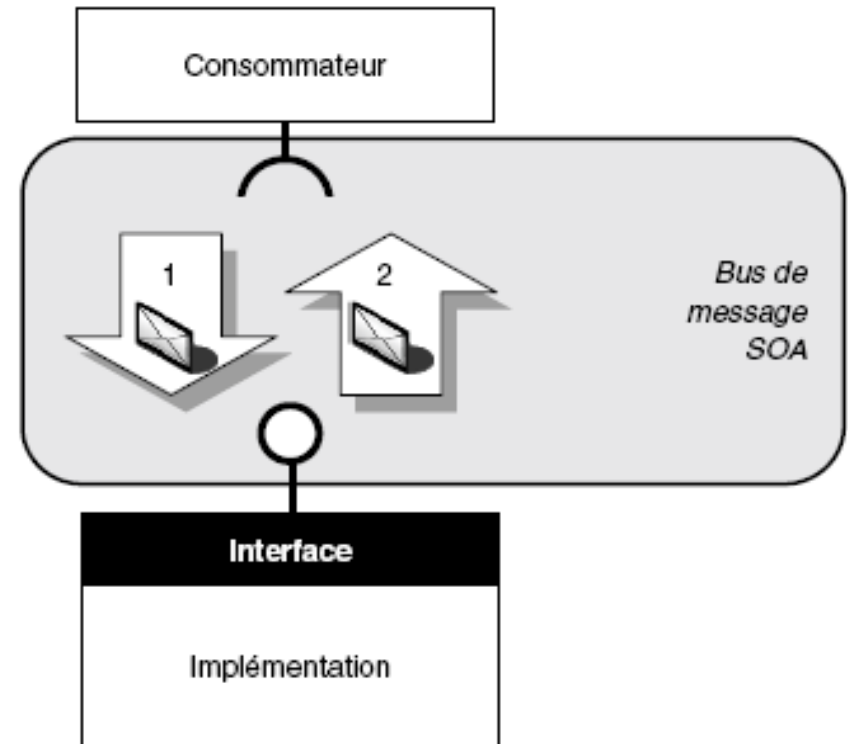 Consommateur
1
2
Bus de
message
SOA
Interface
Implémentation